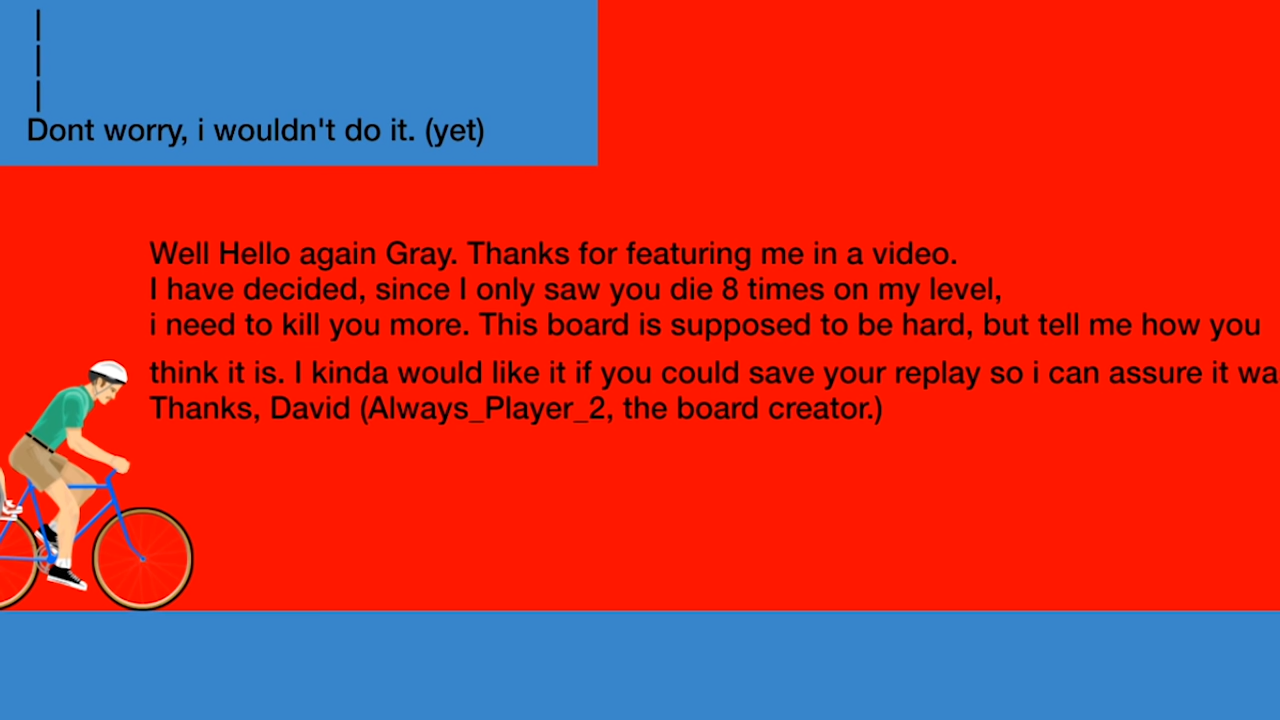 |
|
|
Dont worry, i wouldn't do it. (yet)
Well Hello again Gray. Thanks for featuring me in a video.
I have decided, since I only saw you die 8 times on my level,
i need to kill you more. This board is supposed to be hard, but tell me how you
think it is. I kinda would like it if you could save your replay so i can assure it wa
Thanks, David (Always_Player_2, the board creator.)